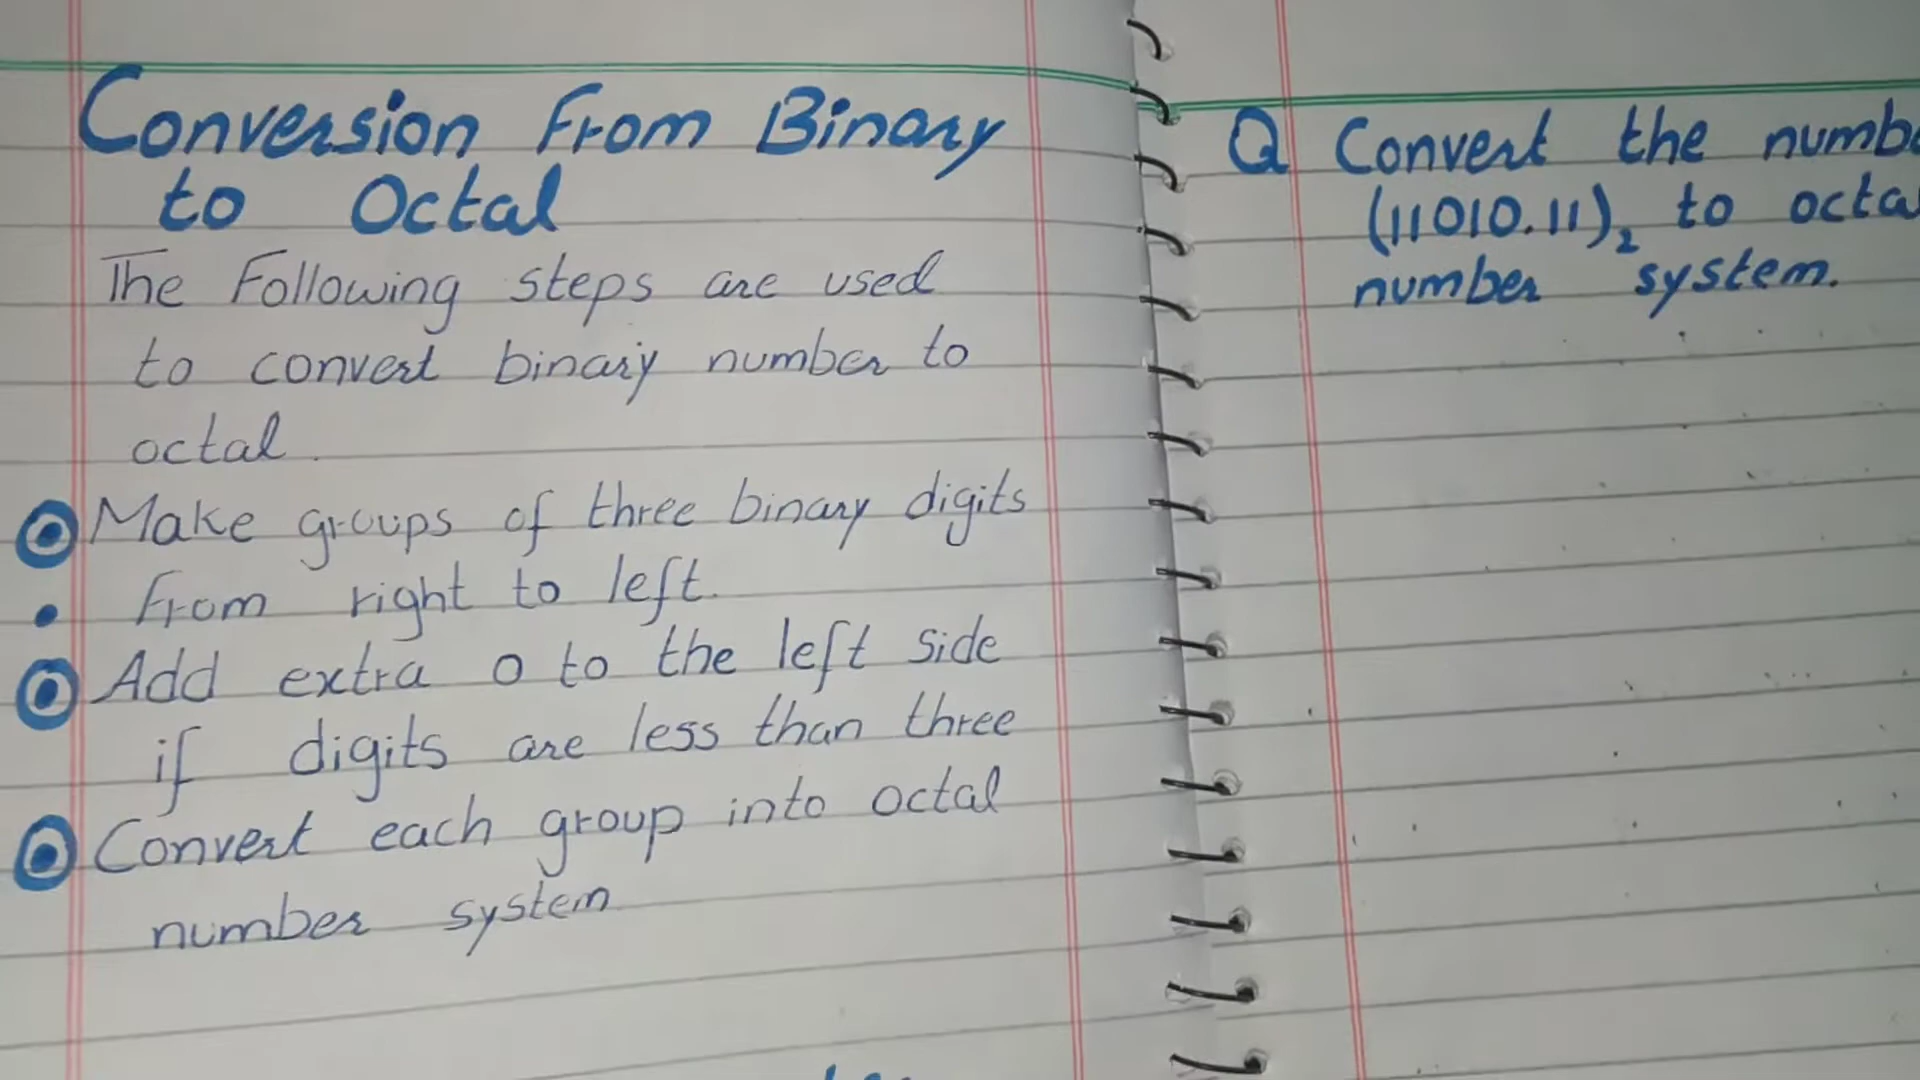 Conversion From Binary
to Octal
The Following steps are used
to convert binary number to
octal.
Make groups of three binary digits
From right to left.
Add extra 0 to the left side
if digits are less than three
Convert each group into octal
number system
Q Convert the numbe
(11010.11)₂ to octa
number system.